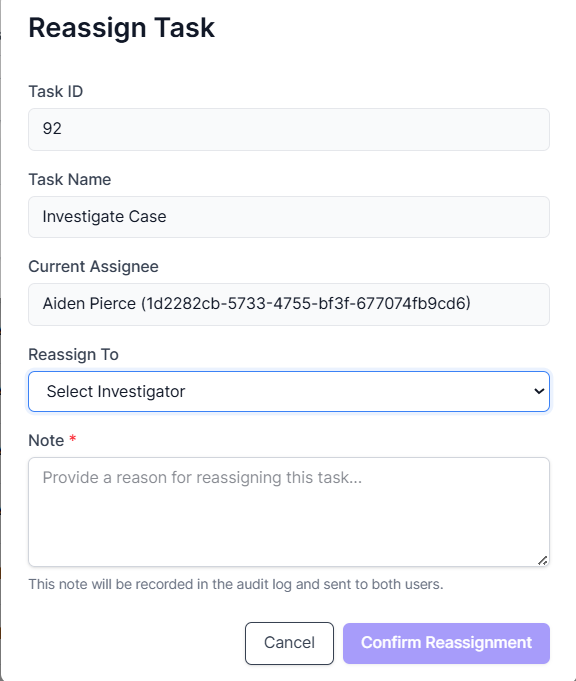 Reassign Task
Task ID
92
Task Name
Investigate Case
Current Assignee
Aiden Pierce (1d2282cb-5733-4755-bf3f-677074fb9cd6)
Reassign To
Select Investigator
Note *
Provide a reason for reassigning this task...
This note will be recorded in the audit log and sent to both users.
Cancel
Confirm Reassignment